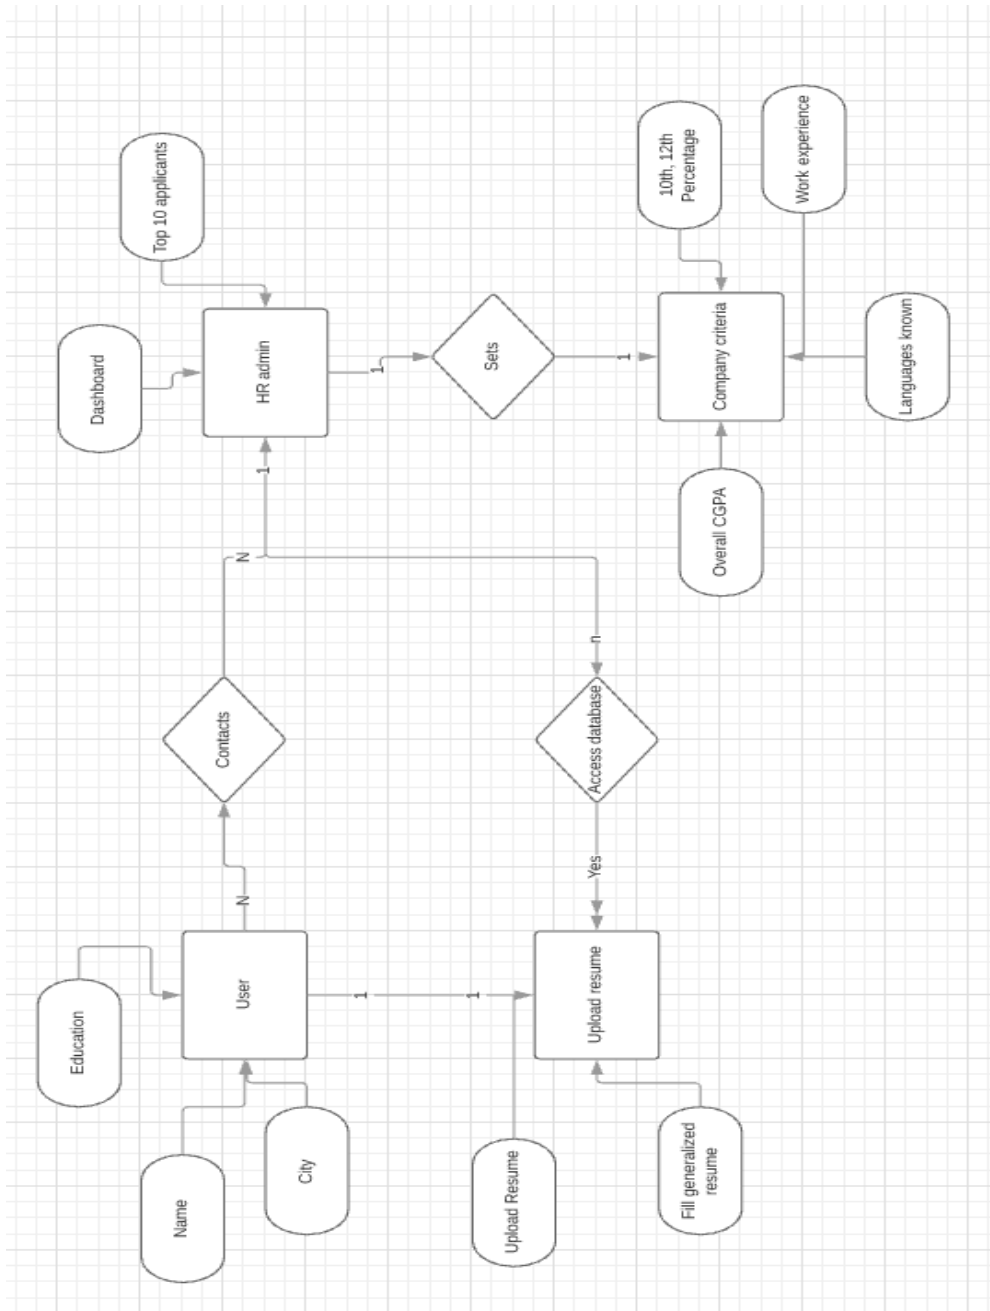 Name
Education
City
User
N
Contacts
N
1
HR admin
Dashboard
Top 10 applicants
1
Sets
1
Company criteria
10th, 12th
Percentage
Work experience
Languages known
Overall CGPA
n
Access database
Yes
1
1
Upload resume
Upload Resume
Fill generalized
resume